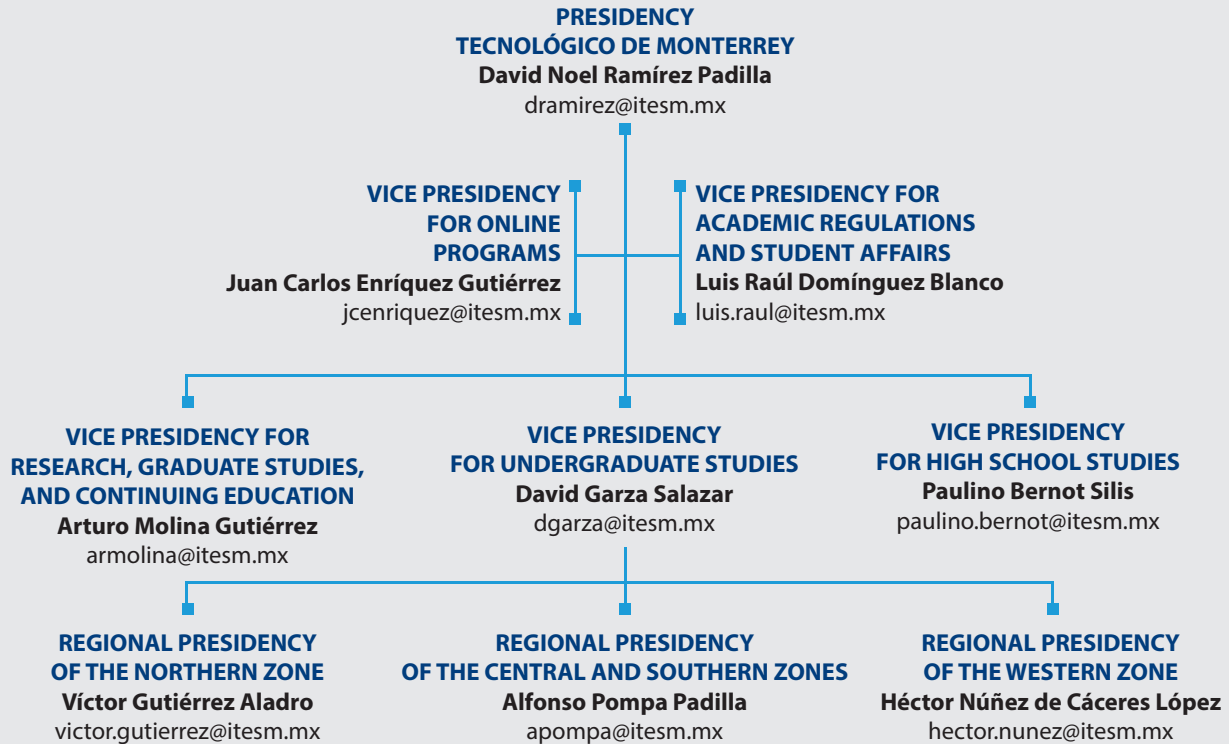 PRESIDENCY
TECNOLÓGICO DE MONTERREY
David Noel Ramírez Padilla
dramirez@itesm.mx
VICE PRESIDENCY
FOR ONLINE
PROGRAMS
Juan Carlos Enríquez Gutiérrez
jcenriquez@itesm.mx
VICE PRESIDENCY FOR
ACADEMIC REGULATIONS
AND STUDENT AFFAIRS
Luis Raúl Domínguez Blanco
luis.raul@itesm.mx
VICE PRESIDENCY FOR
RESEARCH, GRADUATE STUDIES,
AND CONTINUING EDUCATION
Arturo Molina Gutiérrez
armolina@itesm.mx
VICE PRESIDENCY
FOR UNDERGRADUATE STUDIES
David Garza Salazar
dgarza@itesm.mx
VICE PRESIDENCY
FOR HIGH SCHOOL STUDIES
Paulino Bernot Silis
paulino.bernot@itesm.mx
REGIONAL PRESIDENCY
OF THE NORTHERN ZONE
Víctor Gutiérrez Aladro
victor.gutierrez@itesm.mx
REGIONAL PRESIDENCY
OF THE CENTRAL AND SOUTHERN ZONES
Alfonso Pompa Padilla
apompa@itesm.mx
REGIONAL PRESIDENCY
OF THE WESTERN ZONE
Héctor Núñez de Cáceres López
hector.nunez@itesm.mx